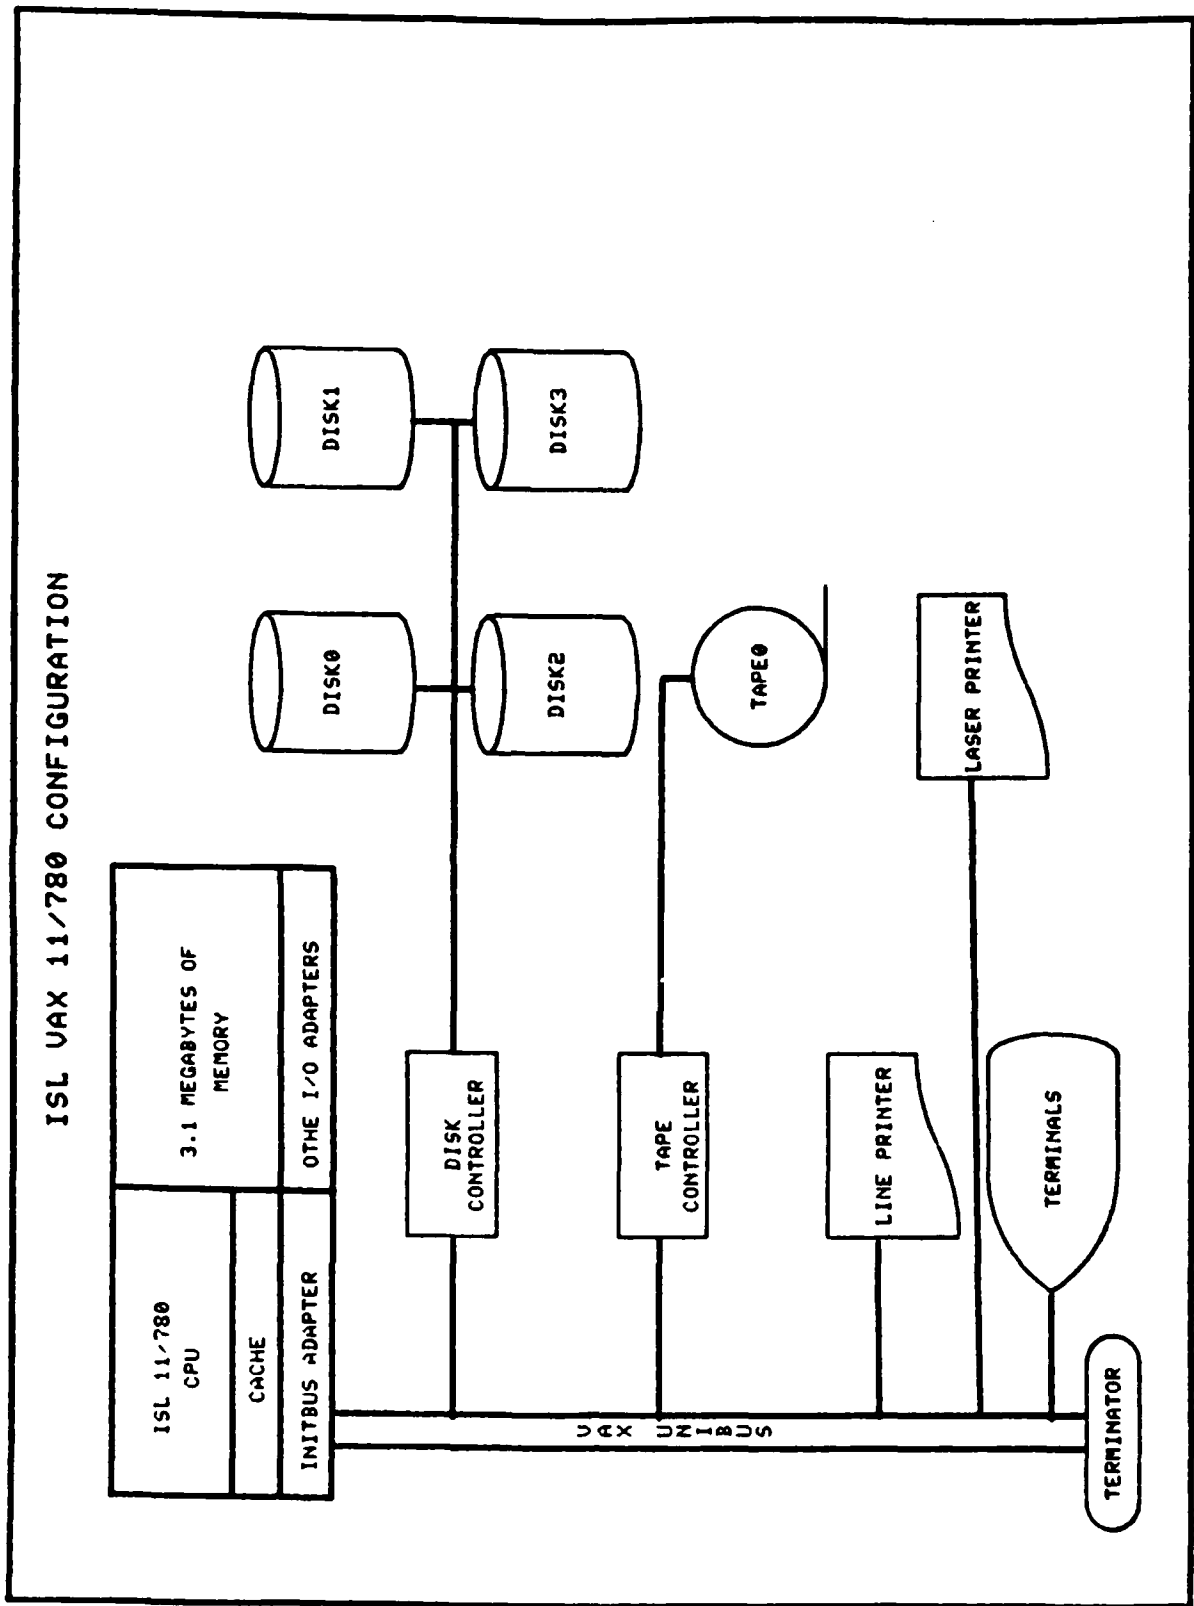 ISL VAX 11/780 CONFIGURATION
ISL 11/780
CPU
3.1 MEGABYTES OF
MEMORY
CACHE
INITBUS ADAPTER
OTHE I/O ADAPTERS
DISK0
DISK1
DISK
CONTROLLER
DISK2
DISK3
TAPE
CONTROLLER
TAPE0
VAX UNIBUS
LINE PRINTER
LASER PRINTER
TERMINALS
TERMINATOR